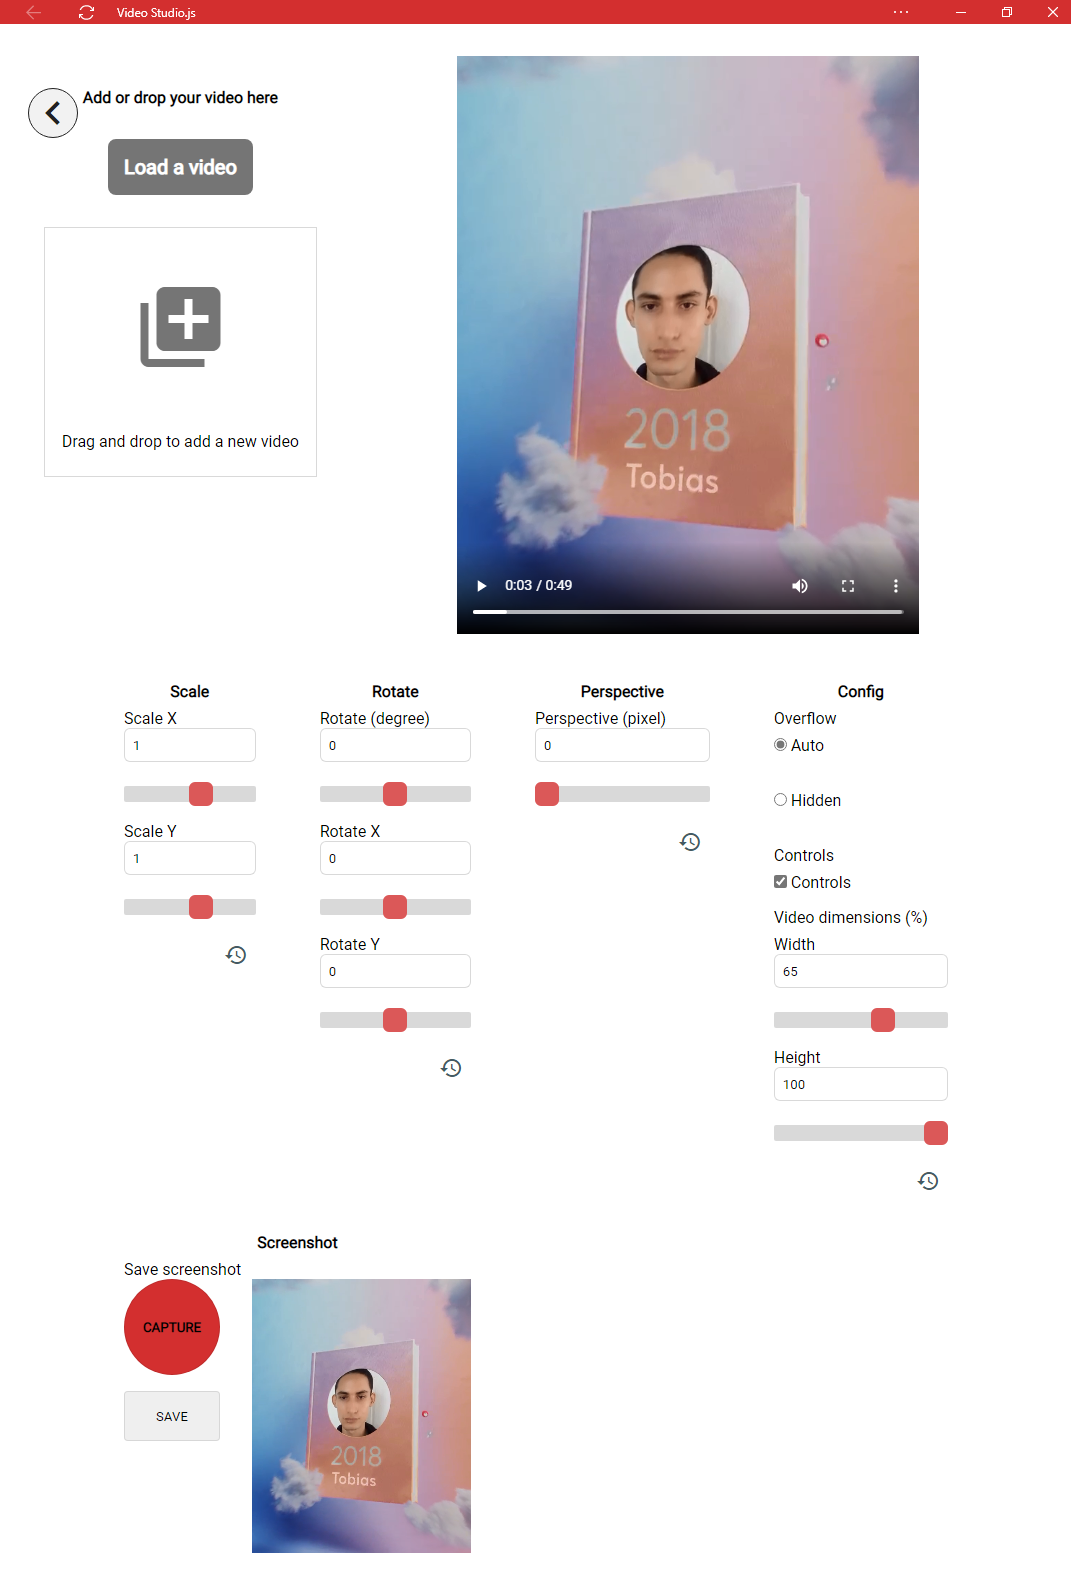 Video Studio.js
Add or drop your video here
Load a video
Drag and drop to add a new video
2018
Tobias
0:03 / 0:49
Scale
Scale X
1
Scale Y
1
Rotate
Rotate (degree)
0
Rotate X
0
Rotate Y
0
Perspective
Perspective (pixel)
0
Config
Overflow
Auto
Hidden
Controls
Controls
Video dimensions (%)
Width
65
Height
100
Screenshot
Save screenshot
CAPTURE
SAVE
2018
Tobias